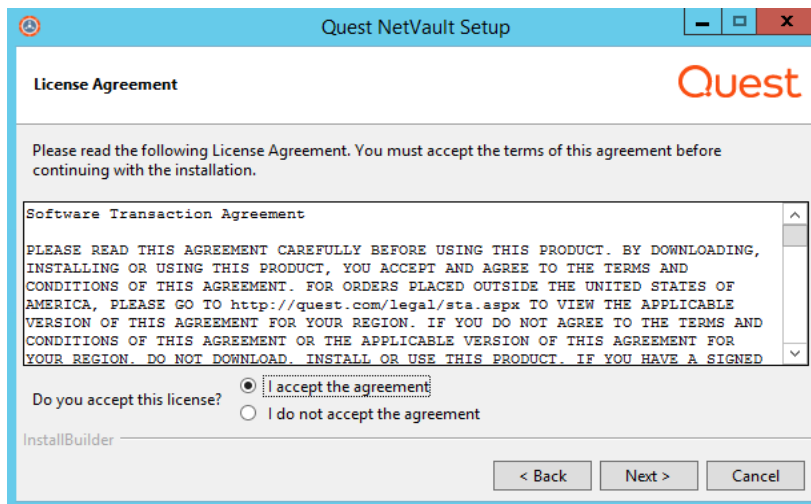 Quest NetVault Setup
License Agreement
Quest
Please read the following License Agreement. You must accept the terms of this agreement before
continuing with the installation.
Software Transaction Agreement
PLEASE READ THIS AGREEMENT CAREFULLY BEFORE USING THIS PRODUCT. BY DOWNLOADING,
INSTALLING OR USING THIS PRODUCT, YOU ACCEPT AND AGREE TO THE TERMS AND
CONDITIONS OF THIS AGREEMENT. FOR ORDERS PLACED OUTSIDE THE UNITED STATES OF
AMERICA, PLEASE GO TO http://quest.com/legal/sta.aspx TO VIEW THE APPLICABLE
VERSION OF THIS AGREEMENT FOR YOUR REGION. IF YOU DO NOT AGREE TO THE TERMS AND
CONDITIONS OF THIS AGREEMENT OR THE APPLICABLE VERSION OF THIS AGREEMENT FOR
YOUR REGION, DO NOT DOWNLOAD, INSTALL OR USE THIS PRODUCT. IF YOU HAVE A SIGNED
Do you accept this license?
I accept the agreement
I do not accept the agreement
InstallBuilder
< Back
Next >
Cancel